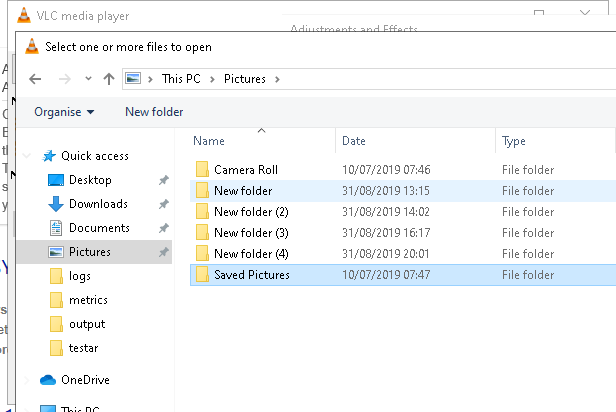 VLC media player
Adjustments and Effects
Select one or more files to open
This PC > Pictures >
Organise New folder
Name Date Type
Quick access
Desktop
Downloads
Documents
Pictures
logs
metrics
output
testar
OneDrive
This PC
Camera Roll 10/07/2019 07:46 File folder
New folder 31/08/2019 13:15 File folder
New folder (2) 31/08/2019 14:02 File folder
New folder (3) 31/08/2019 16:17 File folder
New folder (4) 31/08/2019 20:01 File folder
Saved Pictures 10/07/2019 07:47 File folder